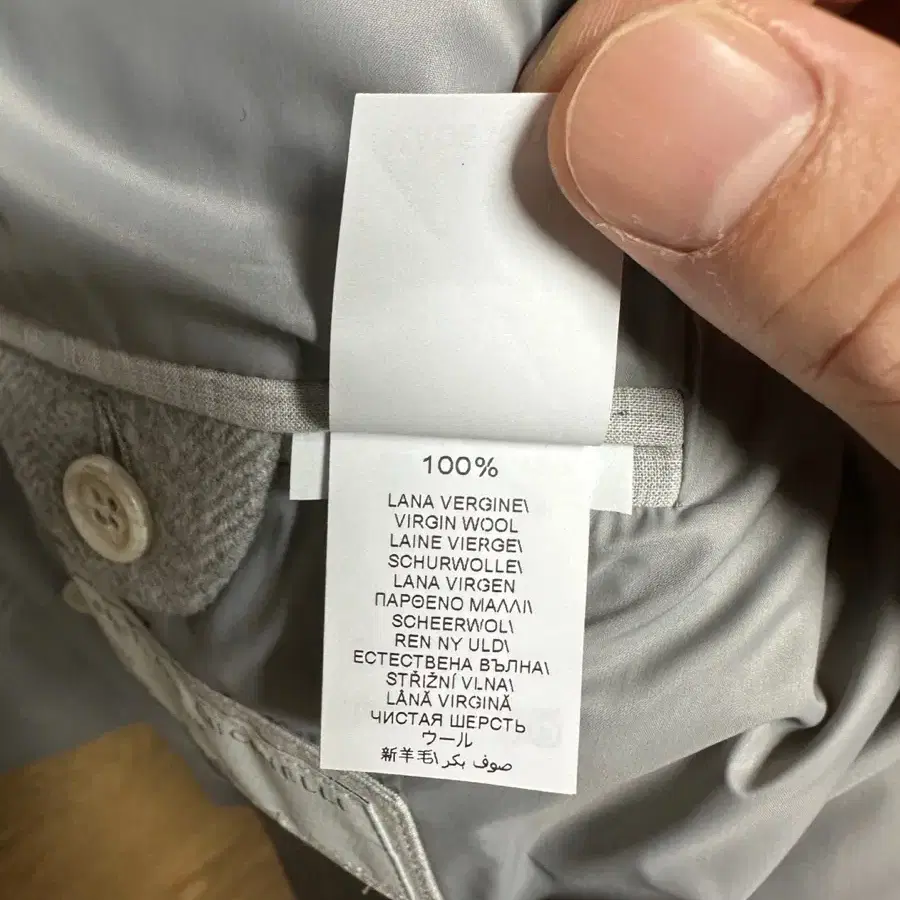 100%
LANA VERGINE\
VIRGIN WOOL
LAINE VIERGE\
SCHURWOLLE\
LANA VIRGEN
ΠΑΡΘΕΝΟ ΜΑΛΛΙ\
SCHEERWOL\
REN NY ULD\
ЕСТЕСТВЕНА ВЪЛНА\
STŘIŽNÍ VLNA\
LÂNĂ VIRGINĂ
ЧИСТАЯ ШЕРСТЬ
ウール
新羊毛\ صوف بكر